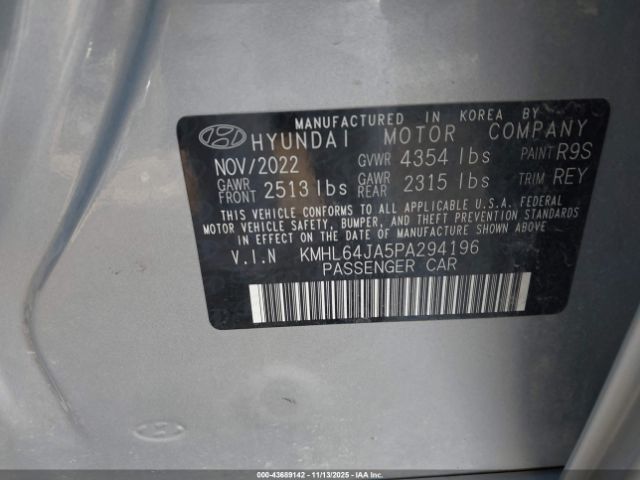 MANUFACTURED IN KOREA BY
HYUNDAI MOTOR COMPANY
NOV/2022 GVWR 4354 lbs PAINT R9S
GAWR FRONT 2513 lbs GAWR REAR 2315 lbs TRIM REY
THIS VEHICLE CONFORMS TO ALL APPLICABLE U.S.A. FEDERAL
MOTOR VEHICLE SAFETY, BUMPER, AND THEFT PREVENTION STANDARDS
IN EFFECT ON THE DATE OF MANUFACTURE SHOWN ABOVE.
V.I.N KMHL64JA5PA294196
PASSENGER CAR
00-43689142 - 11/13/2025 - Copyright © 2025 IAA, Inc